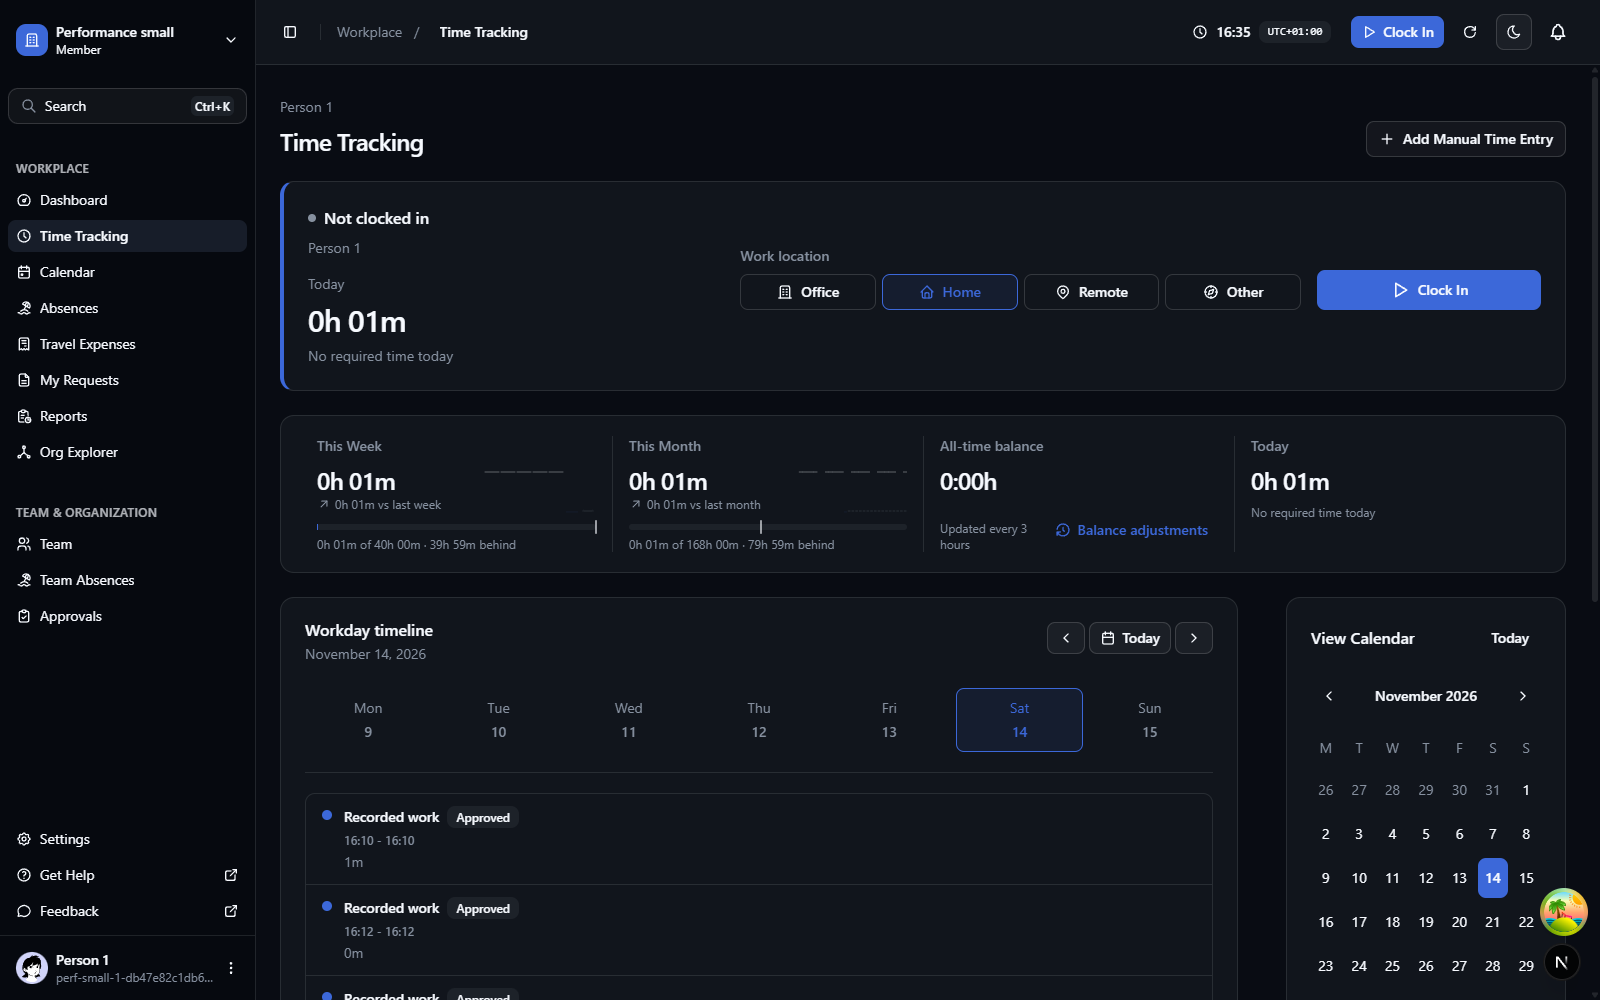 Performance small
Member
Search
Ctrl+K
WORKPLACE
Dashboard
Time Tracking
Calendar
Absences
Travel Expenses
My Requests
Reports
Org Explorer
TEAM & ORGANIZATION
Team
Team Absences
Approvals
Settings
Get Help
Feedback
Person 1
perf-small-1-db47e82c1db6...
Workplace / Time Tracking
16:35 UTC+01:00
Clock In
Person 1
Time Tracking
Add Manual Time Entry
Not clocked in
Person 1
Today
0h 01m
No required time today
Work location
Office
Home
Remote
Other
Clock In
This Week
0h 01m
0h 01m vs last week
0h 01m of 40h 00m · 39h 59m behind
This Month
0h 01m
0h 01m vs last month
0h 01m of 168h 00m · 79h 59m behind
All-time balance
0:00h
Updated every 3
hours
Balance adjustments
Today
0h 01m
No required time today
Workday timeline
November 14, 2026
Today
Mon Tue Wed Thu Fri Sat Sun
9 10 11 12 13 14 15
Recorded work Approved
16:10 - 16:10
1m
Recorded work Approved
16:12 - 16:12
0m
Recorded work Approved
View Calendar
Today
November 2026
M T W T F S S
26 27 28 29 30 31 1
2 3 4 5 6 7 8
9 10 11 12 13 14 15
16 17 18 19 20 21 22
23 24 25 26 27 28 29
N